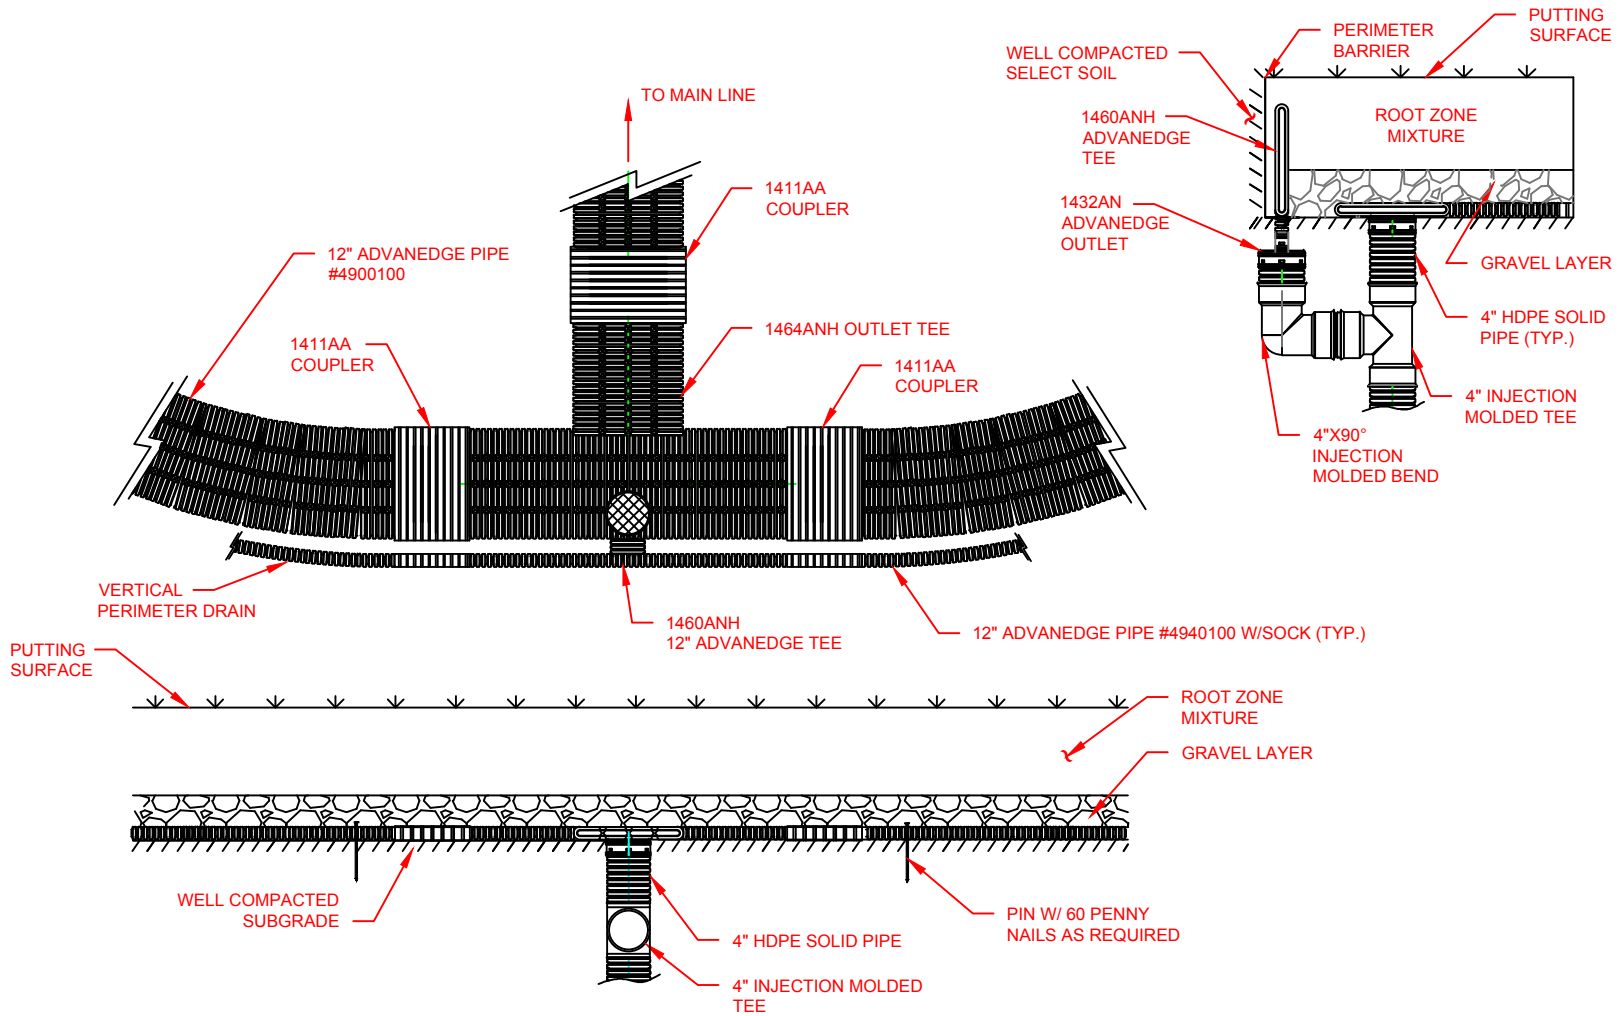 TO MAIN LINE
1411AA
COUPLER
12" ADVANEDGE PIPE
#4900100
1464ANH OUTLET TEE
1411AA
COUPLER
1411AA
COUPLER
VERTICAL
PERIMETER DRAIN
1460ANH
12" ADVANEDGE TEE
12" ADVANEDGE PIPE #4940100 W/SOCK (TYP.)
PUTTING
SURFACE
PERIMETER
BARRIER
WELL COMPACTED
SELECT SOIL
1460ANH
ADVANEDGE
TEE
ROOT ZONE
MIXTURE
1432AN
ADVANEDGE
OUTLET
GRAVEL LAYER
4" HDPE SOLID
PIPE (TYP.)
4" INJECTION
MOLDED TEE
4"X90°
INJECTION
MOLDED BEND
PUTTING
SURFACE
ROOT ZONE
MIXTURE
GRAVEL LAYER
WELL COMPACTED
SUBGRADE
4" HDPE SOLID PIPE
4" INJECTION MOLDED
TEE
PIN W/ 60 PENNY
NAILS AS REQUIRED